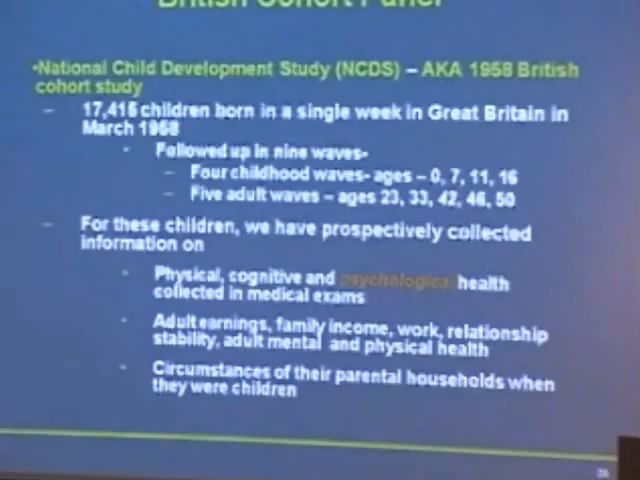 British Cohort Panel
•National Child Development Study (NCDS) – AKA 1958 British
cohort study
– 17,415 children born in a single week in Great Britain in
March 1958
• Followed up in nine waves-
– Four childhood waves- ages – 0, 7, 11, 16
– Five adult waves – ages 23, 33, 42, 46, 50
– For these children, we have prospectively collected
information on
• Physical, cognitive and psychological health
collected in medical exams
• Adult earnings, family income, work, relationship
stability, adult mental and physical health
• Circumstances of their parental households when
they were children